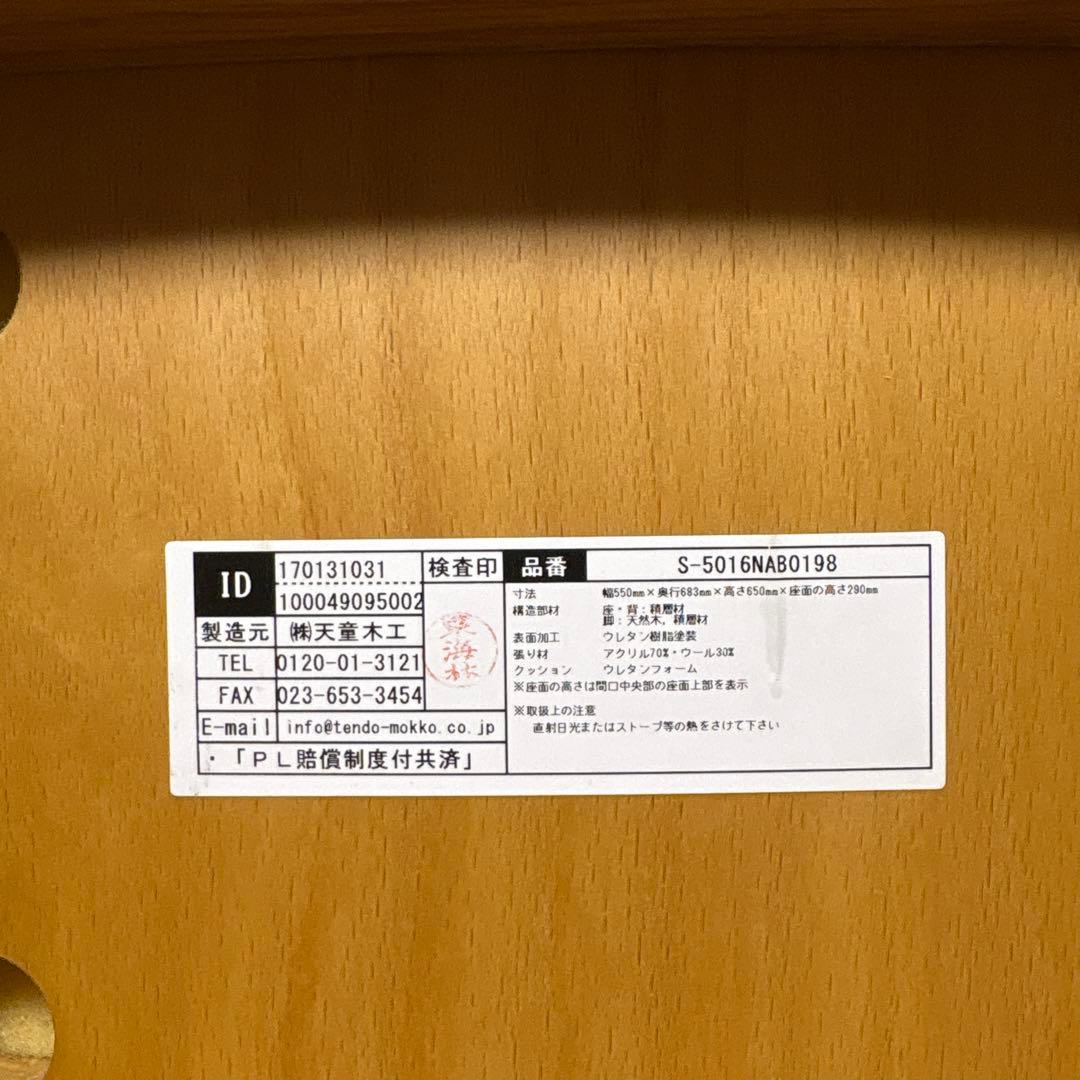 ID
170131031
100049095002
検査印
製造元
㈱天童木工
TEL
0120-01-3121
FAX
023-653-3454
E-mail
info@tendo-mokko.co.jp
・「PL賠償制度付共済」
品番
S-5016NAB0198
寸法 幅550mm×奥行683mm×高さ650mm×座面の高さ290mm
構造部材 座・背:積層材
脚:天然木,積層材
表面加工 ウレタン樹脂塗装
張り材 アクリル70%・ウール30%
クッション ウレタンフォーム
※座面の高さは間口中央部の座面上部を表示
※取扱上の注意
直射日光またはストーブ等の熱をさけて下さい